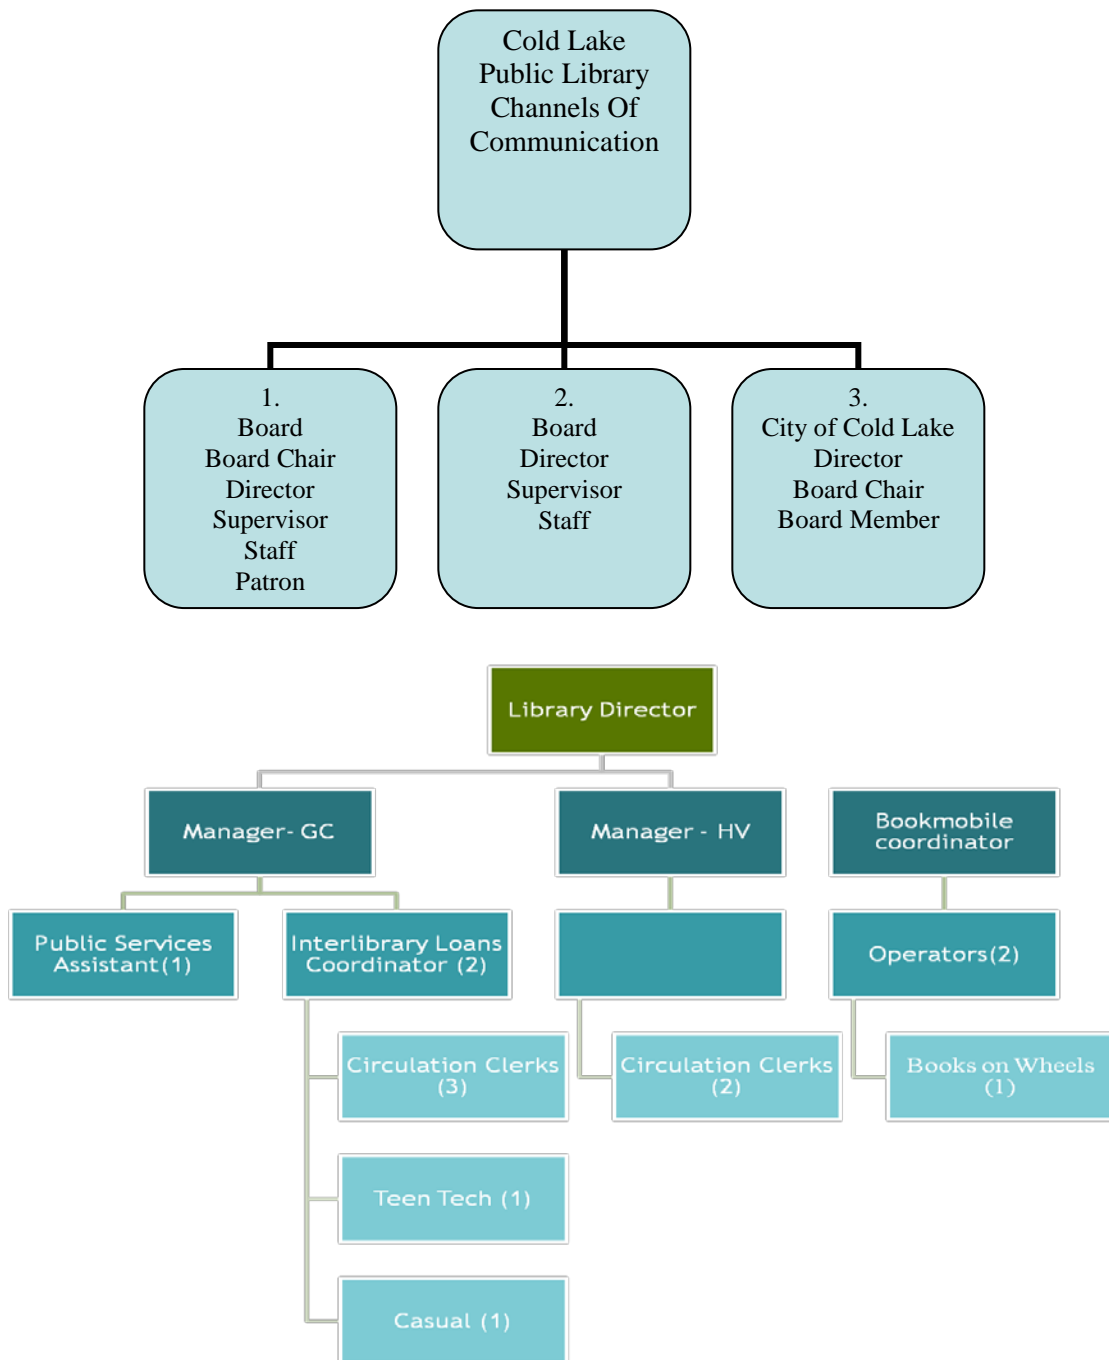 Cold Lake
Public Library
Channels Of
Communication
1.
Board
Board Chair
Director
Supervisor
Staff
Patron
2.
Board
Director
Supervisor
Staff
3.
City of Cold Lake
Director
Board Chair
Board Member
Library Director
Manager- GC
Manager - HV
Bookmobile
coordinator
Public Services
Assistant(1)
Interlibrary Loans
Coordinator (2)
Operators(2)
Circulation Clerks
(3)
Circulation Clerks
(2)
Books on Wheels
(1)
Teen Tech (1)
Casual (1)